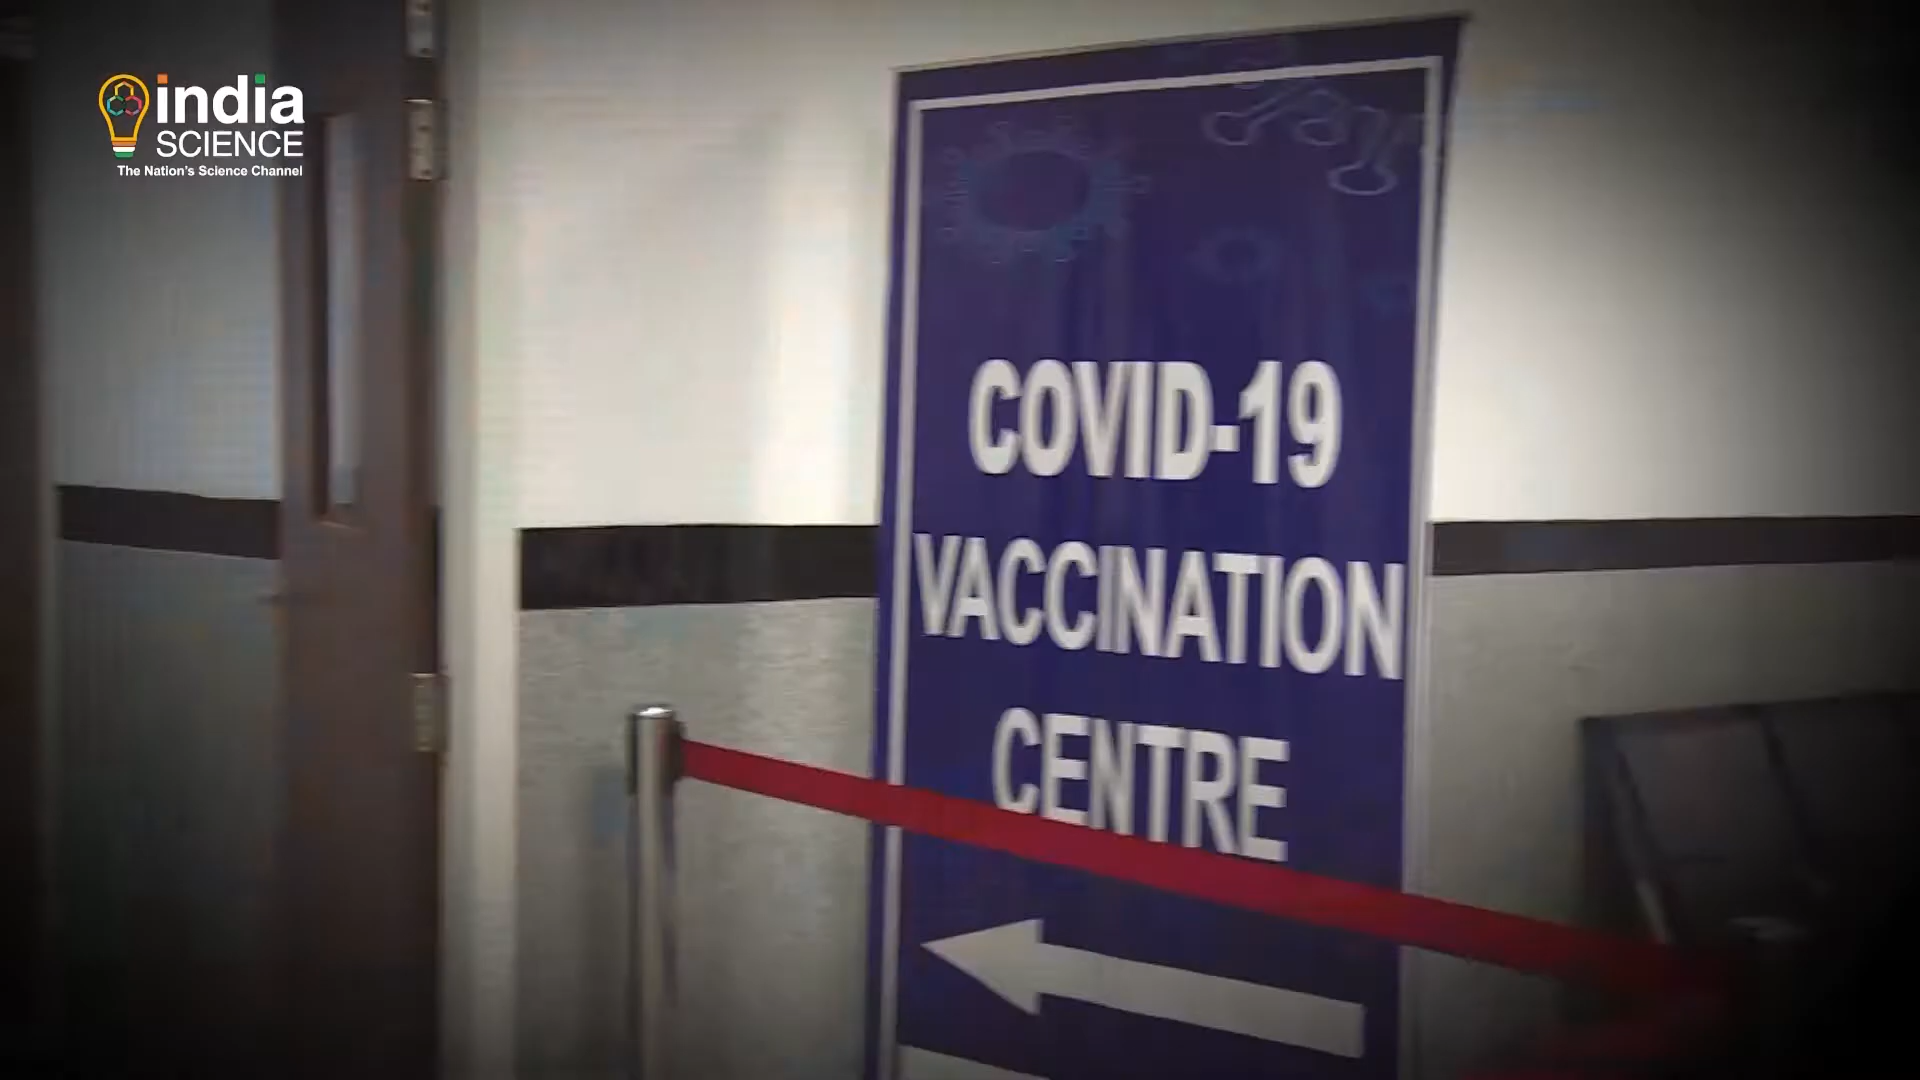 india
SCIENCE
The Nation's Science Channel
COVID-19
VACCINATION
CENTRE